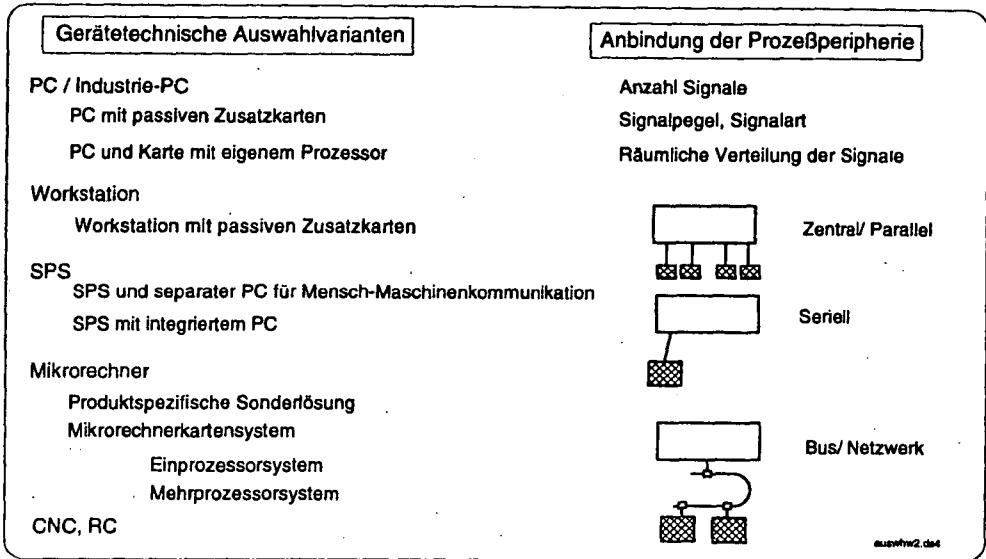 Gerätetechnische Auswahlvarianten
PC / Industrie-PC
PC mit passiven Zusatzkarten
PC und Karte mit eigenem Prozessor
Workstation
Workstation mit passiven Zusatzkarten
SPS
SPS und separater PC für Mensch-Maschinenkommunikation
SPS mit integriertem PC
Mikrorechner
Produktspezifische Sonderlösung
Mikrorechnerkartensystem
Einprozessorsystem
Mehrprozessorsystem
CNC, RC
Anbindung der Prozeßperipherie
Anzahl Signale
Signalpegel, Signalart
Räumliche Verteilung der Signale
Zentral/ Parallel
Seriell
Bus/ Netzwerk
auswhw2.ds4